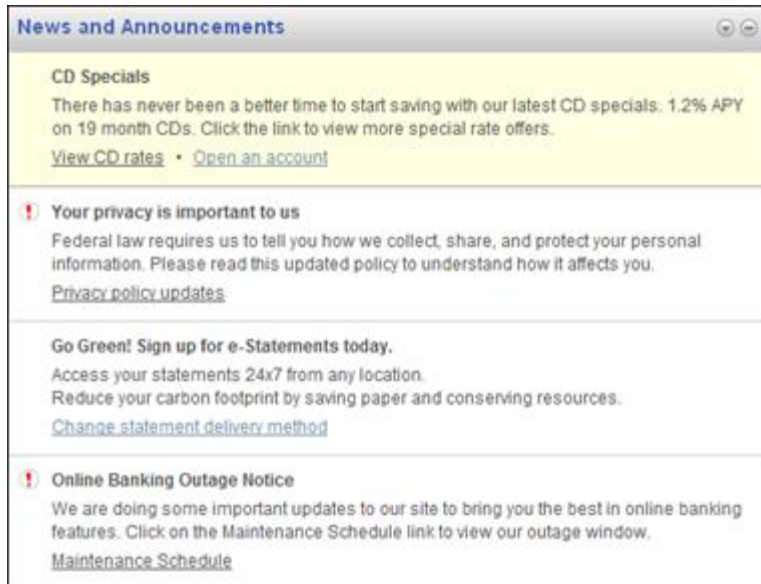 News and Announcements
CD Specials
There has never been a better time to start saving with our latest CD specials. 1.2% APY
on 19 month CDs. Click the link to view more special rate offers.
View CD rates • Open an account
Your privacy is important to us
Federal law requires us to tell you how we collect, share, and protect your personal
information. Please read this updated policy to understand how it affects you.
Privacy policy updates
Go Green! Sign up for e-Statements today.
Access your statements 24x7 from any location.
Reduce your carbon footprint by saving paper and conserving resources.
Change statement delivery method
Online Banking Outage Notice
We are doing some important updates to our site to bring you the best in online banking
features. Click on the Maintenance Schedule link to view our outage window.
Maintenance Schedule